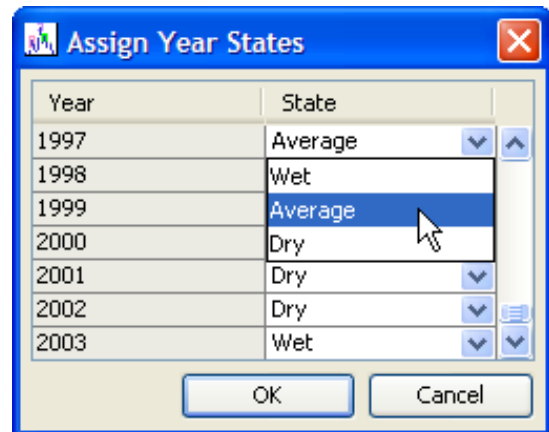 Assign Year States
Year State
1997 Average
1998 Wet
1999 Average
2000 Dry
2001 Dry
2002 Dry
2003 Wet
OK Cancel